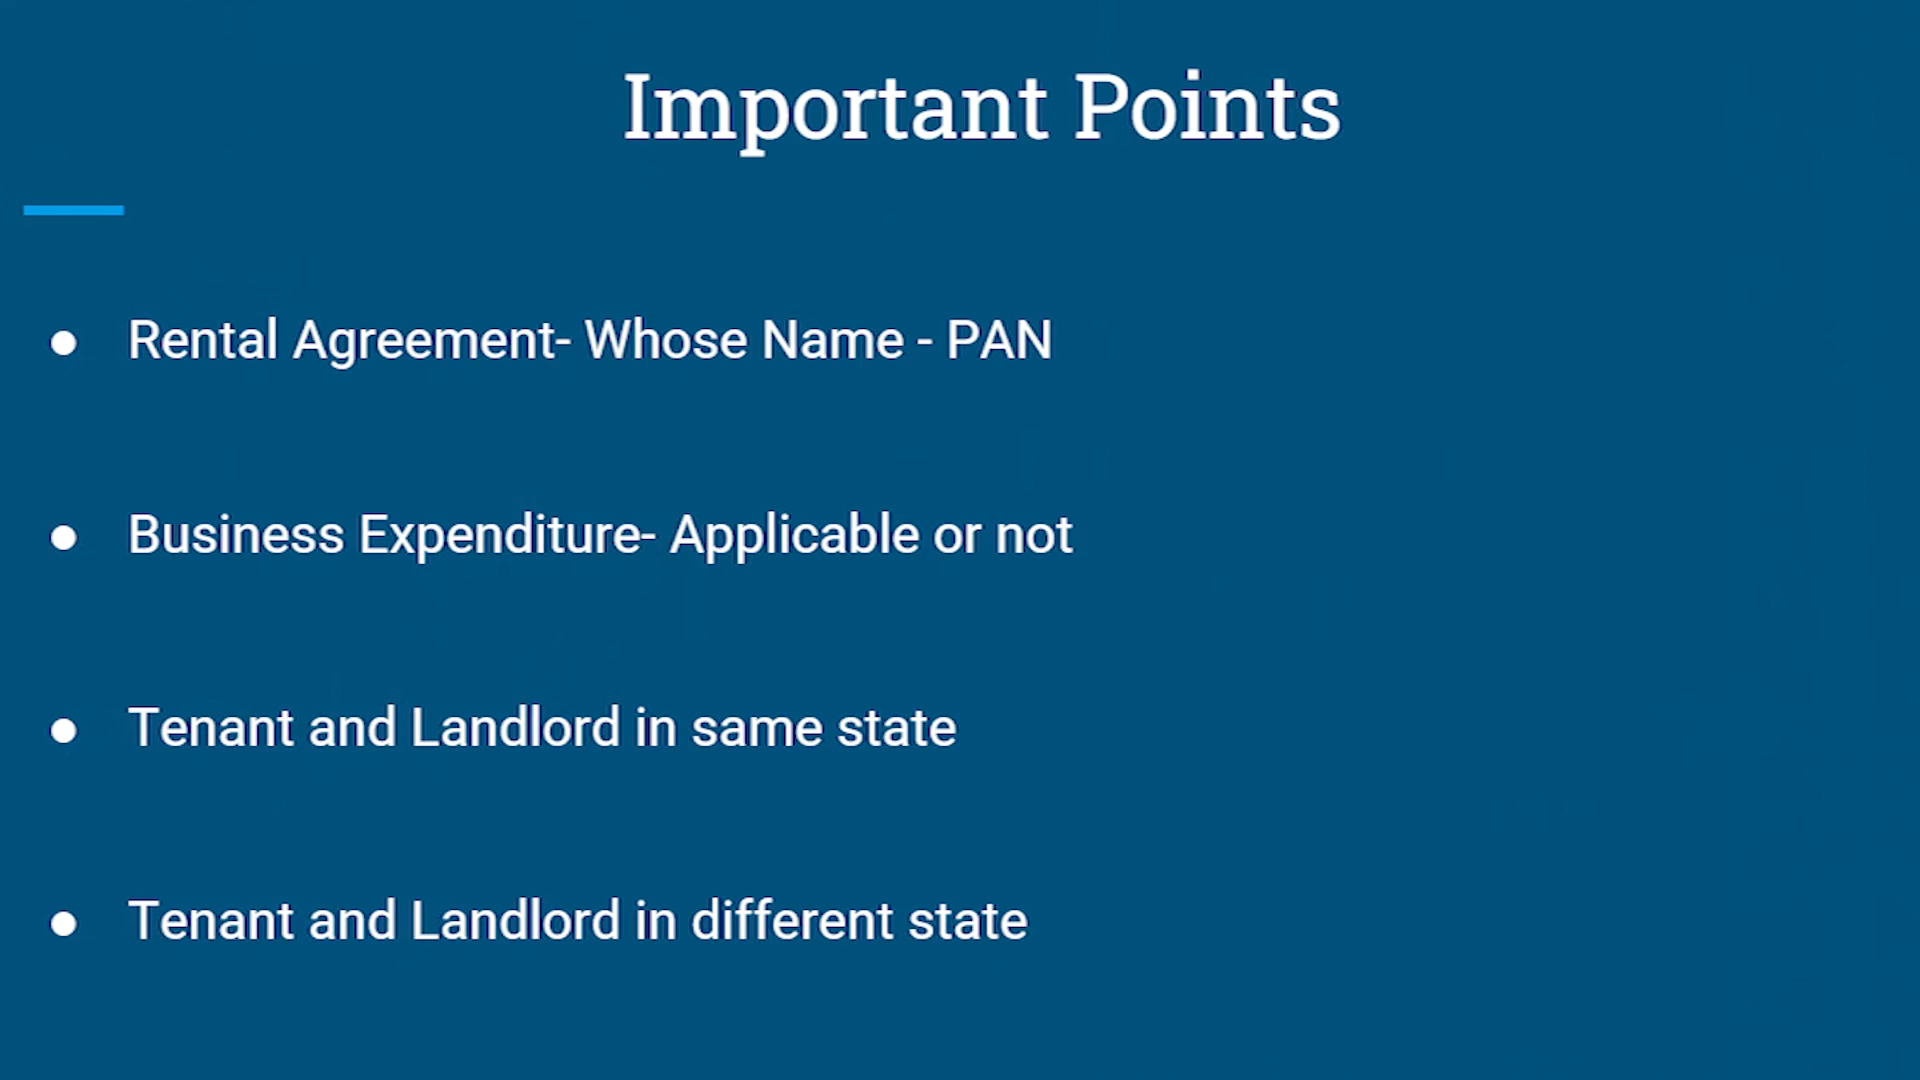 Important Points
● Rental Agreement- Whose Name - PAN
● Business Expenditure- Applicable or not
● Tenant and Landlord in same state
● Tenant and Landlord in different state